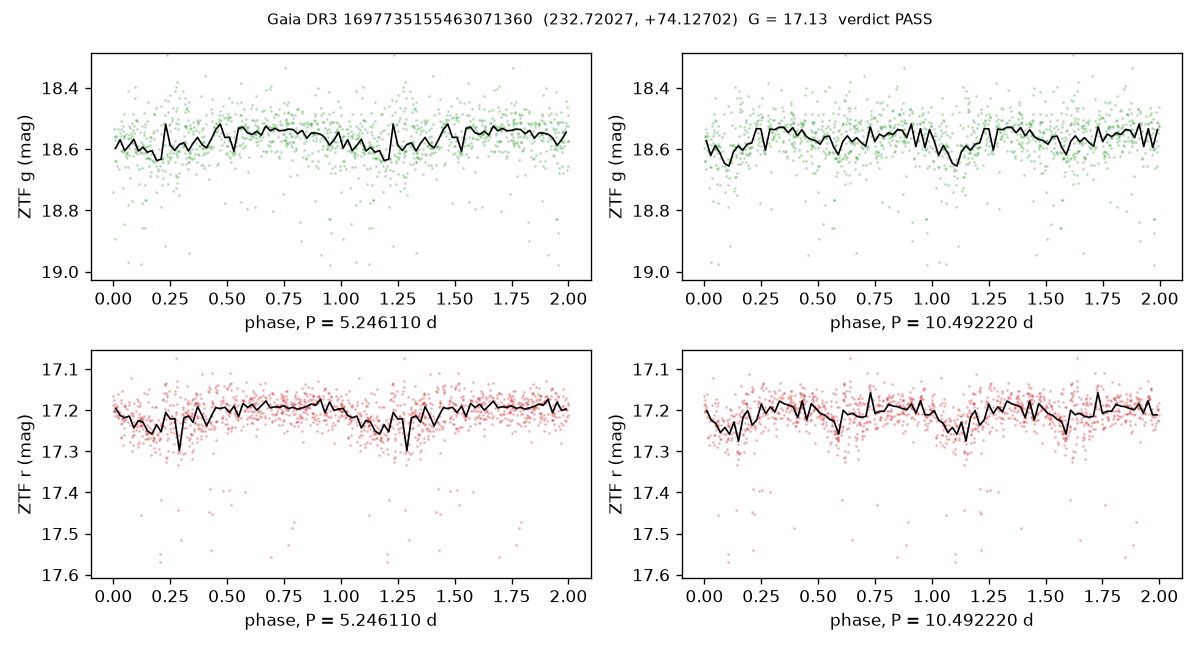 Gaia DR3 1697735155463071360 (232.72027, +74.12702) G = 17.13 verdict PASS
ZTF g (mag)
18.4
18.6
18.8
19.0
0.00 0.25 0.50 0.75 1.00 1.25 1.50 1.75 2.00
phase, P = 5.246110 d
ZTF g (mag)
0.00 0.25 0.50 0.75 1.00 1.25 1.50 1.75 2.00
18.4
18.6
18.8
19.0
phase, P = 10.492220 d
ZTF r (mag)
17.1
17.2
17.3
17.4
17.5
17.6
0.00 0.25 0.50 0.75 1.00 1.25 1.50 1.75 2.00
phase, P = 5.246110 d
ZTF r (mag)
17.1
17.2
17.3
17.4
17.5
17.6
0.00 0.25 0.50 0.75 1.00 1.25 1.50 1.75 2.00
phase, P = 10.492220 d